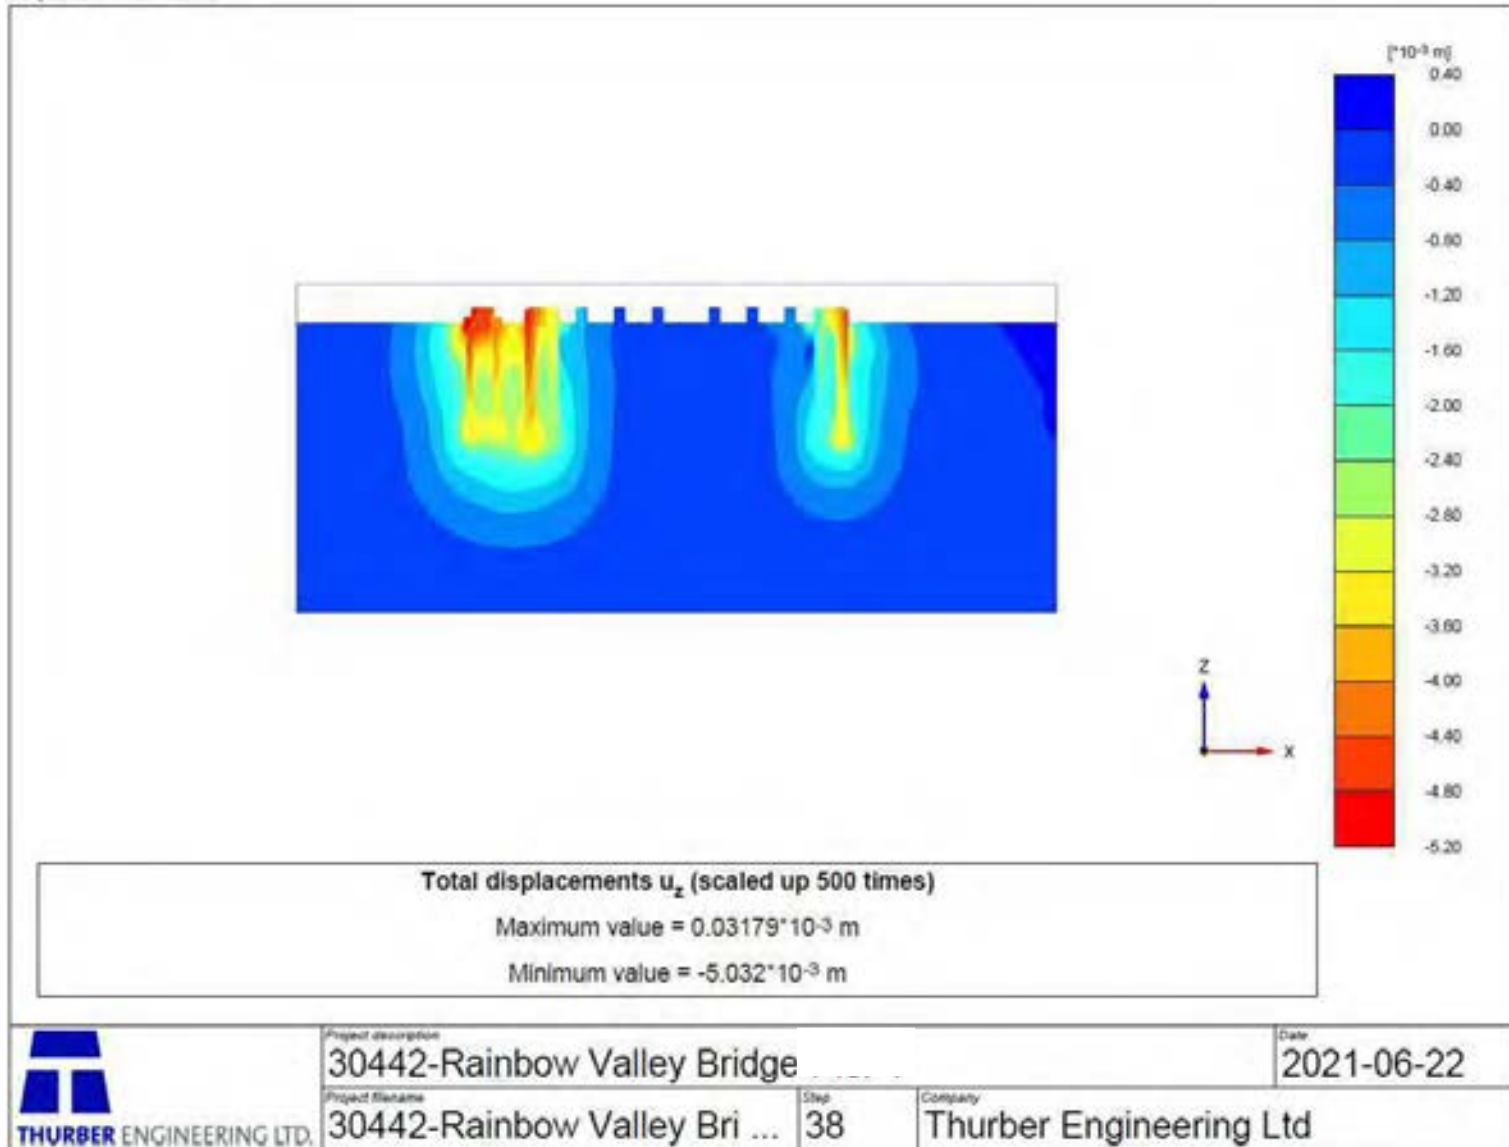 [*10-3 m]
0.40
0.00
-0.40
-0.80
-1.20
-1.60
-2.00
-2.40
-2.80
-3.20
-3.60
-4.00
-4.40
-4.80
-5.20
Z
X
Total displacements uz (scaled up 500 times)
Maximum value = 0.03179*10-3 m
Minimum value = -5.032*10-3 m
Project description
30442-Rainbow Valley Bridge
Date
2021-06-22
Project filename
30442-Rainbow Valley Bri ...
Step
38
Company
Thurber Engineering Ltd
THURBER ENGINEERING LTD.